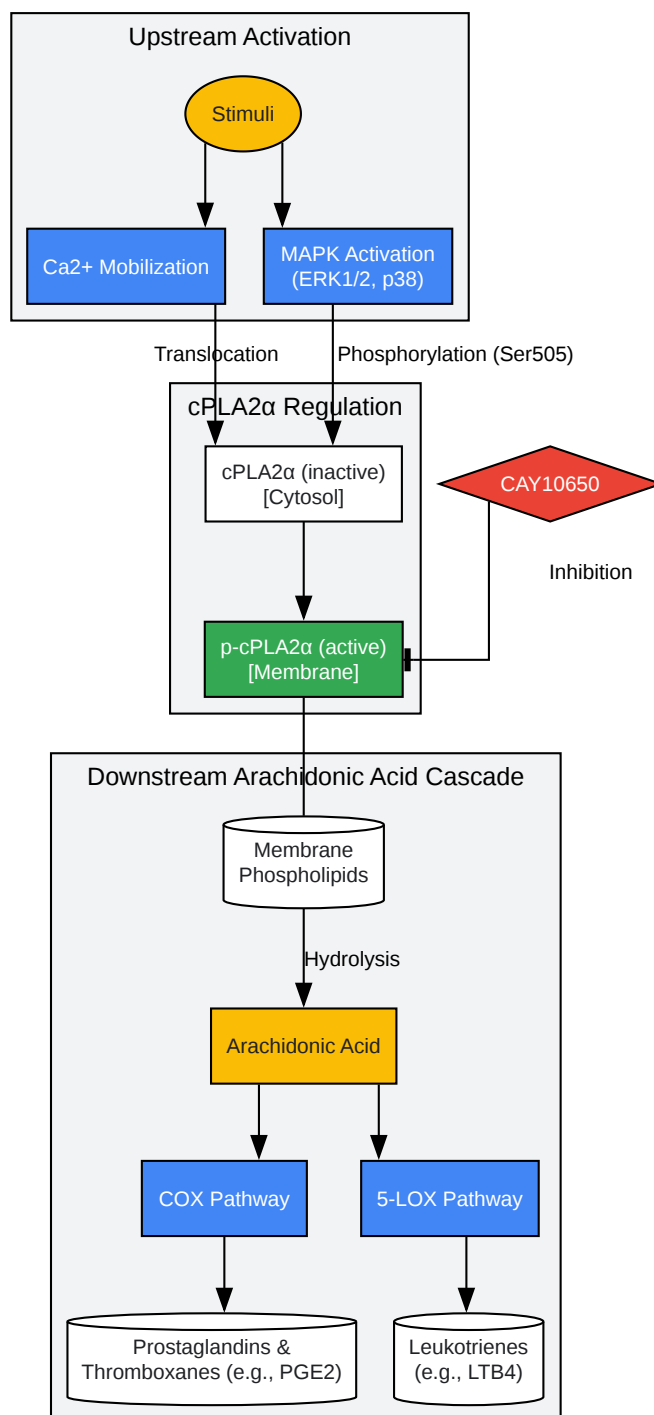 Upstream Activation
Stimuli
Ca2+ Mobilization
MAPK Activation
(ERK1/2, p38)
Translocation
Phosphorylation (Ser505)
cPLA2α Regulation
cPLA2α (inactive)
[Cytosol]
CAY10650
Inhibition
p-cPLA2α (active)
[Membrane]
Downstream Arachidonic Acid Cascade
Membrane
Phospholipids
Hydrolysis
Arachidonic Acid
COX Pathway
5-LOX Pathway
Prostaglandins &
Thromboxanes (e.g., PGE2)
Leukotrienes
(e.g., LTB4)